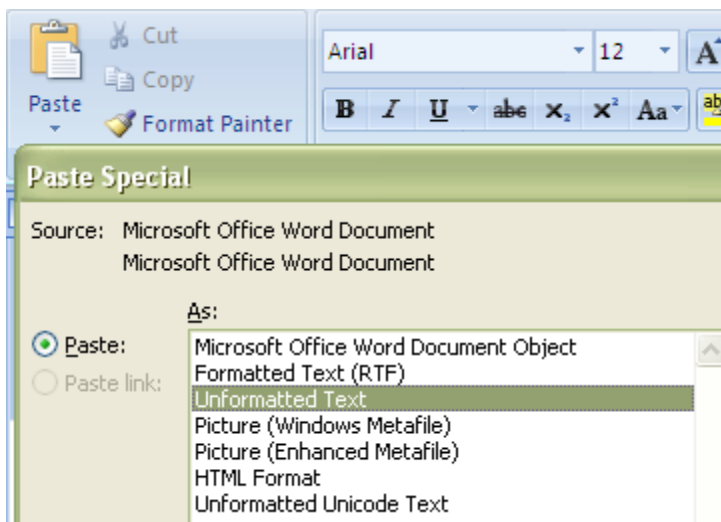 Cut
Copy
Paste
Format Painter
Arial
12
A
B I U abc X₂ X² Aa
ab
Paste Special
Source: Microsoft Office Word Document
Microsoft Office Word Document
As:
Paste:
Paste link:
Microsoft Office Word Document Object
Formatted Text (RTF)
Unformatted Text
Picture (Windows Metafile)
Picture (Enhanced Metafile)
HTML Format
Unformatted Unicode Text